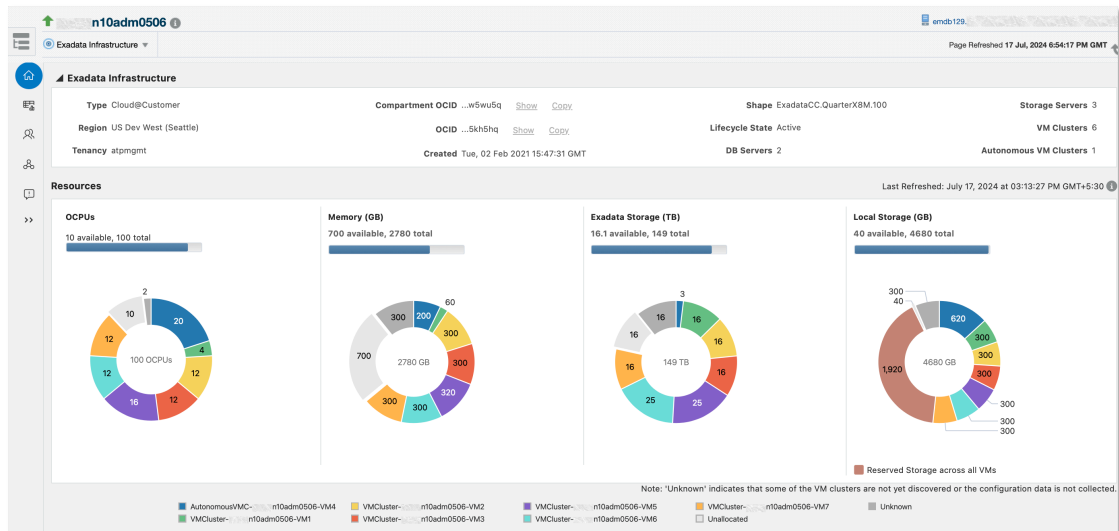 n10adm0506
emdb129.
Exadata Infrastructure
Page Refreshed 17 Jul, 2024 6:54:17 PM GMT
Exadata Infrastructure
Type Cloud@Customer
Compartment OCID ...w5wu5q Show Copy
Shape ExadataCC.QuarterX8M.100
Storage Servers 3
Region US Dev West (Seattle)
OCID ...5kh5hq Show Copy
Lifecycle State Active
VM Clusters 6
Tenancy atpmgmt
Created Tue, 02 Feb 2021 15:47:31 GMT
DB Servers 2
Autonomous VM Clusters 1
Resources
Last Refreshed: July 17, 2024 at 03:13:27 PM GMT+5:30
OCPUs
10 available, 100 total
2
20
4
12
12
16
12
12
10
100 OCPUs
Memory (GB)
700 available, 2780 total
200
60
300
300
320
300
300
700
300
2780 GB
Exadata Storage (TB)
16.1 available, 149 total
3
16
16
16
25
25
16
16
16
149 TB
Local Storage (GB)
40 available, 4680 total
300
40
620
300
300
300
300
300
300
1,920
4680 GB
Reserved Storage across all VMs
Note: 'Unknown' indicates that some of the VM clusters are not yet discovered or the configuration data is not collected.
AutonomousVMC- n10adm0506-VM4
VMCluster- n10adm0506-VM2
VMCluster- n10adm0506-VM5
VMCluster- n10adm0506-VM7
Unknown
VMCluster- n10adm0506-VM1
VMCluster- n10adm0506-VM3
VMCluster- n10adm0506-VM6
Unallocated